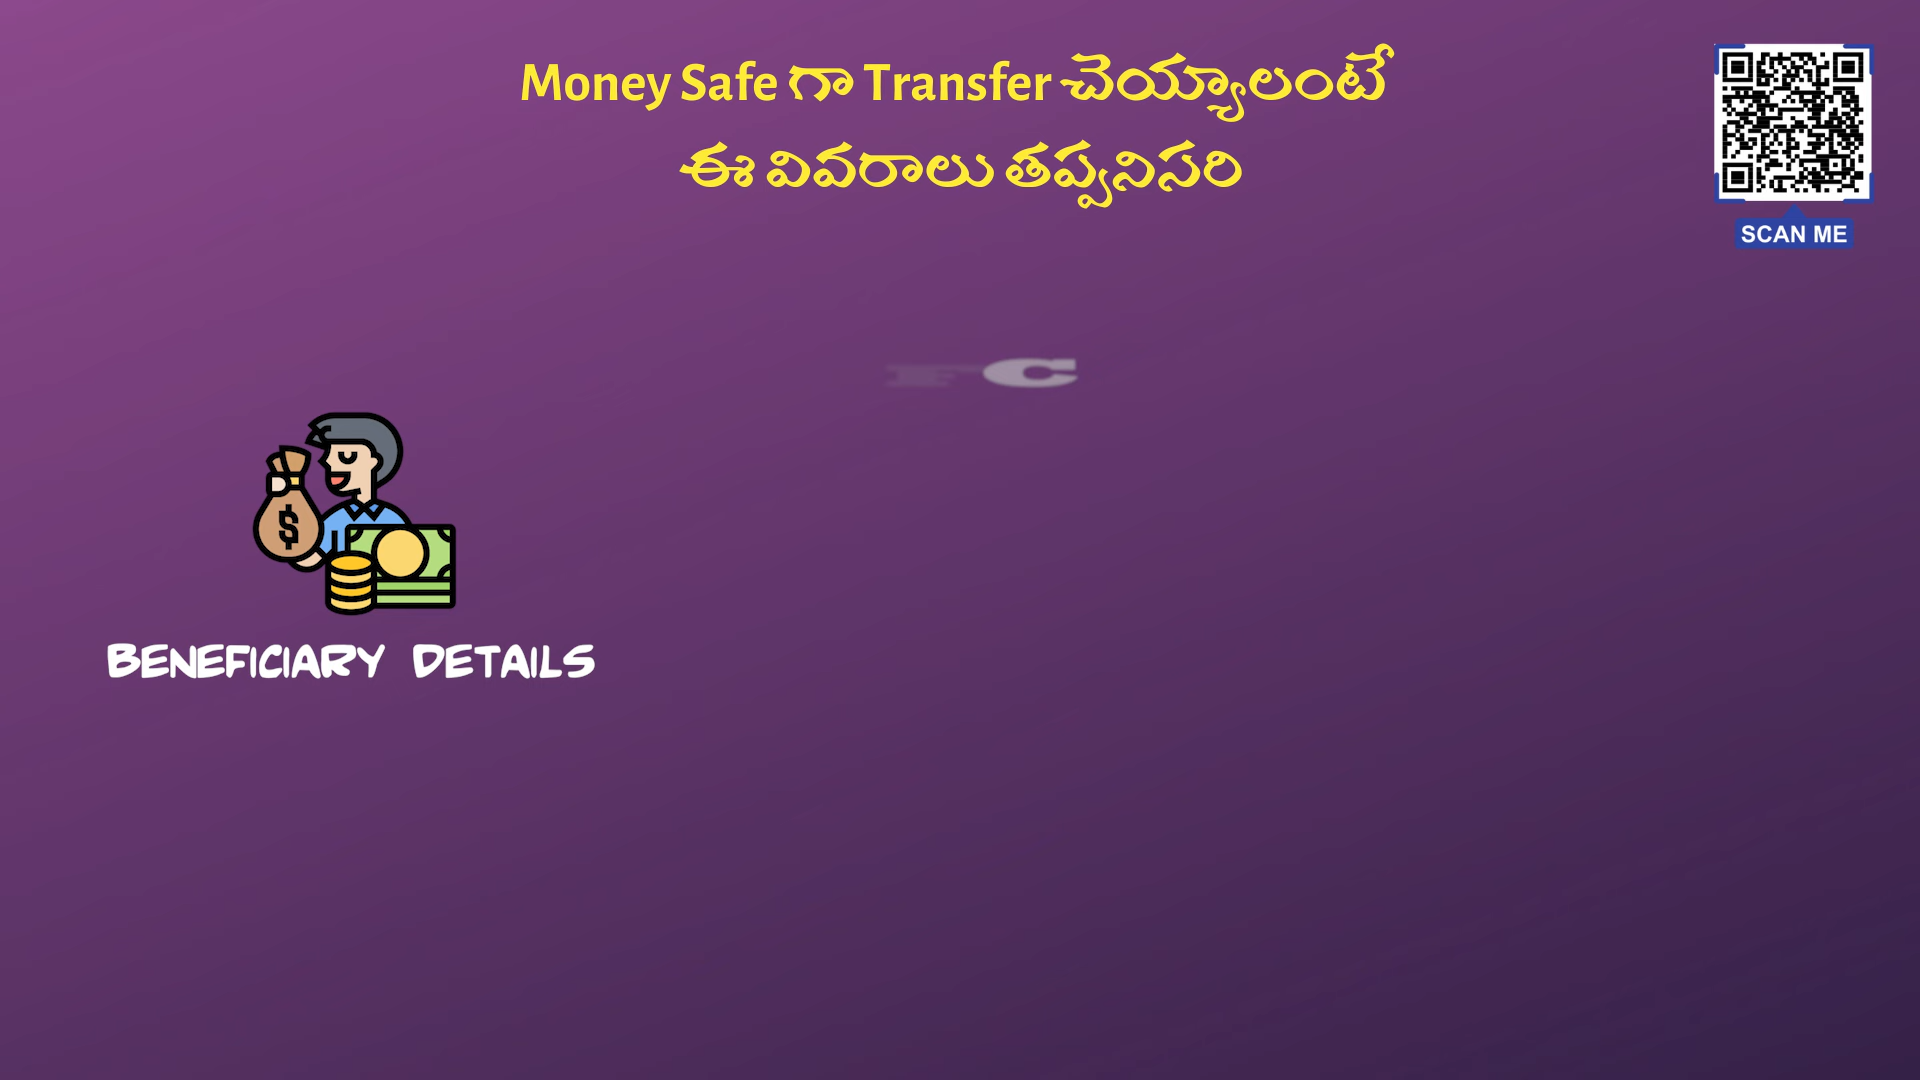 Money Safe గా Transfer చెయ్యాలంటే
ఈ వివరాలు తప్పనిసరి
SCAN ME
$
BENEFICIARY DETAILS